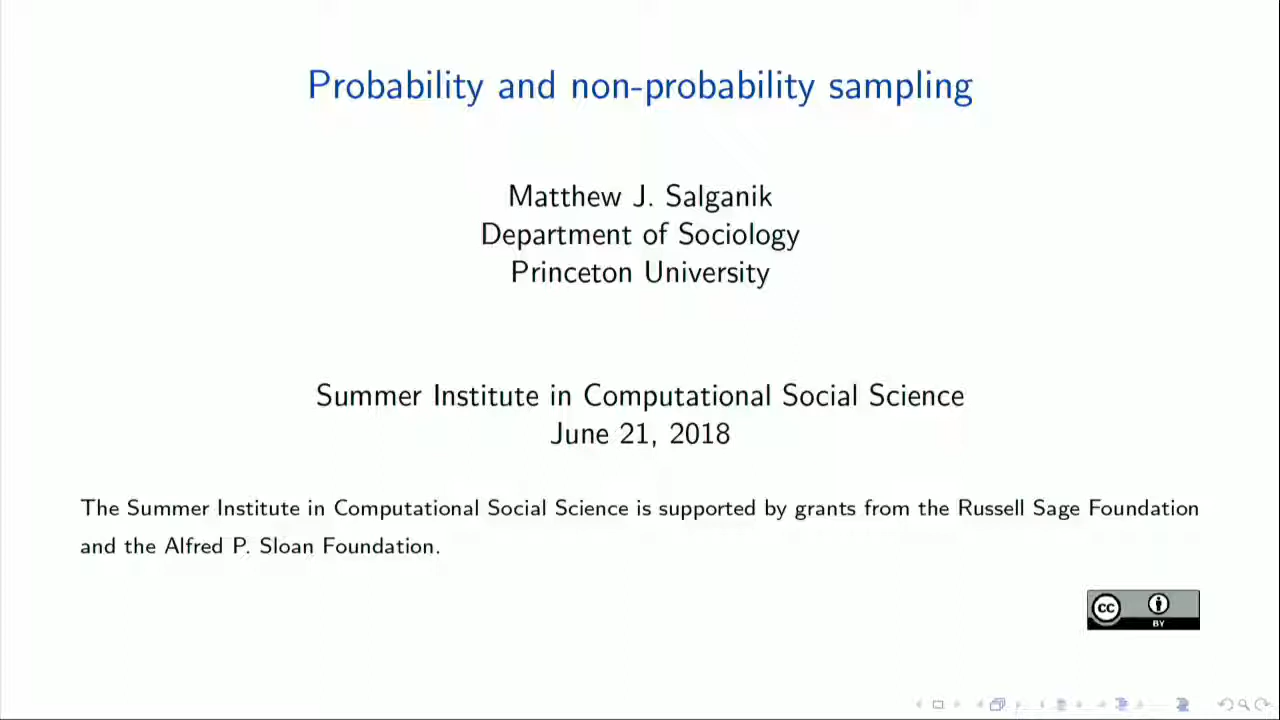 Probability and non-probability sampling
Matthew J. Salganik
Department of Sociology
Princeton University
Summer Institute in Computational Social Science
June 21, 2018
The Summer Institute in Computational Social Science is supported by grants from the Russell Sage Foundation
and the Alfred P. Sloan Foundation.
cc
BY